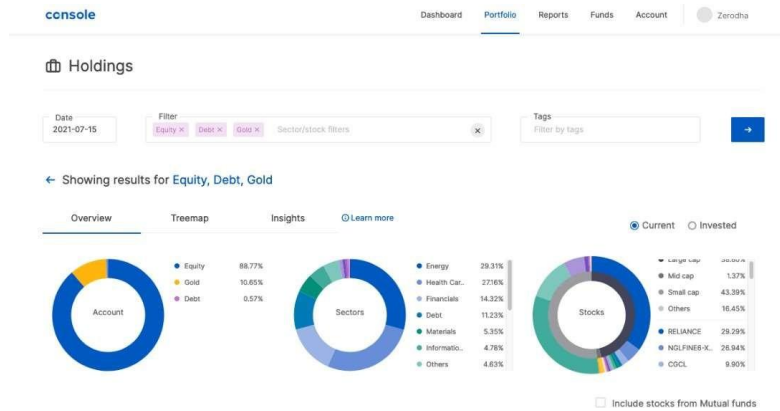 console
Dashboard Portfolio Reports Funds Account Zerodha
Holdings
Date
2021-07-15
Filter
Equity × Debt × Gold × Sector/stock filters ×
Tags
Filter by tags
→
← Showing results for Equity, Debt, Gold
Overview Treemap Insights Learn more
Current Invested
Account
Equity 88.77%
Gold 10.65%
Debt 0.57%
Sectors
Energy 29.31%
Health Car.. 27.16%
Financials 14.32%
Debt 11.23%
Materials 5.35%
Informatio.. 4.78%
Others 4.63%
Stocks
Large cap
Mid cap 1.37%
Small cap 43.39%
Others 16.45%
RELIANCE 29.29%
NGLFINE6-X.. 26.94%
CGCL 9.90%
Include stocks from Mutual funds